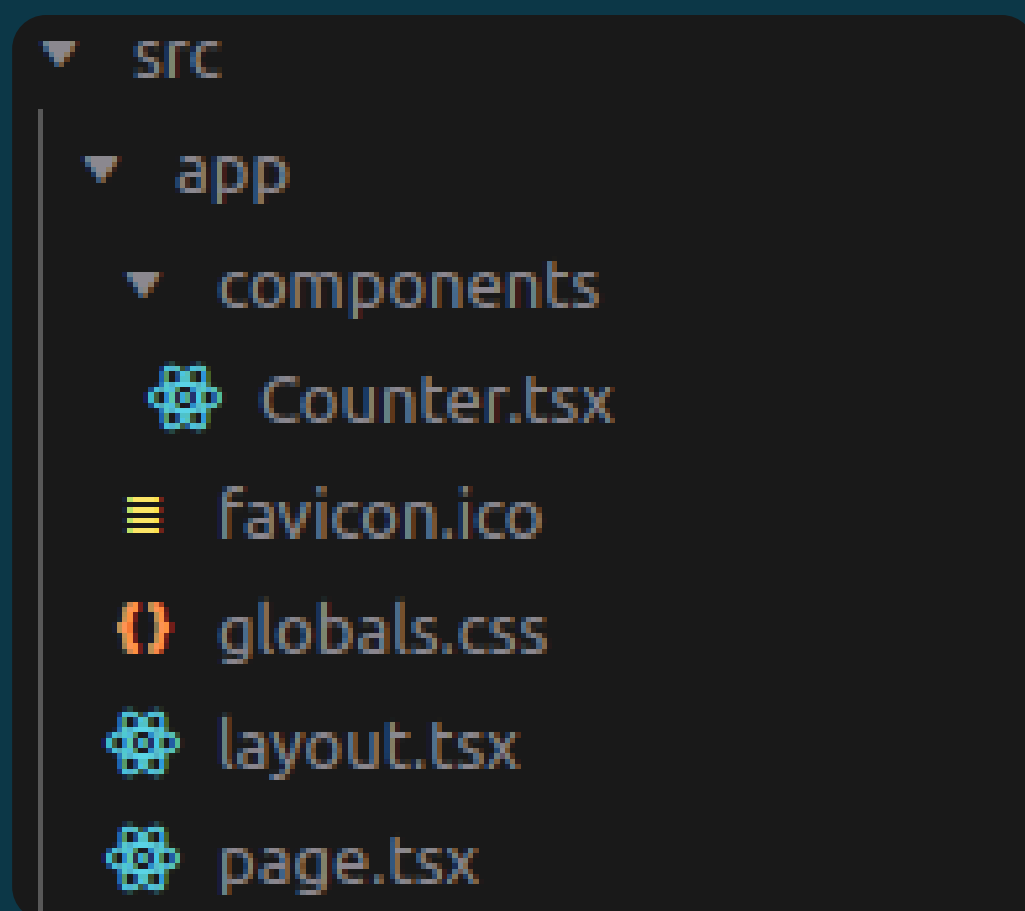 src
app
components
Counter.tsx
favicon.ico
globals.css
layout.tsx
page.tsx